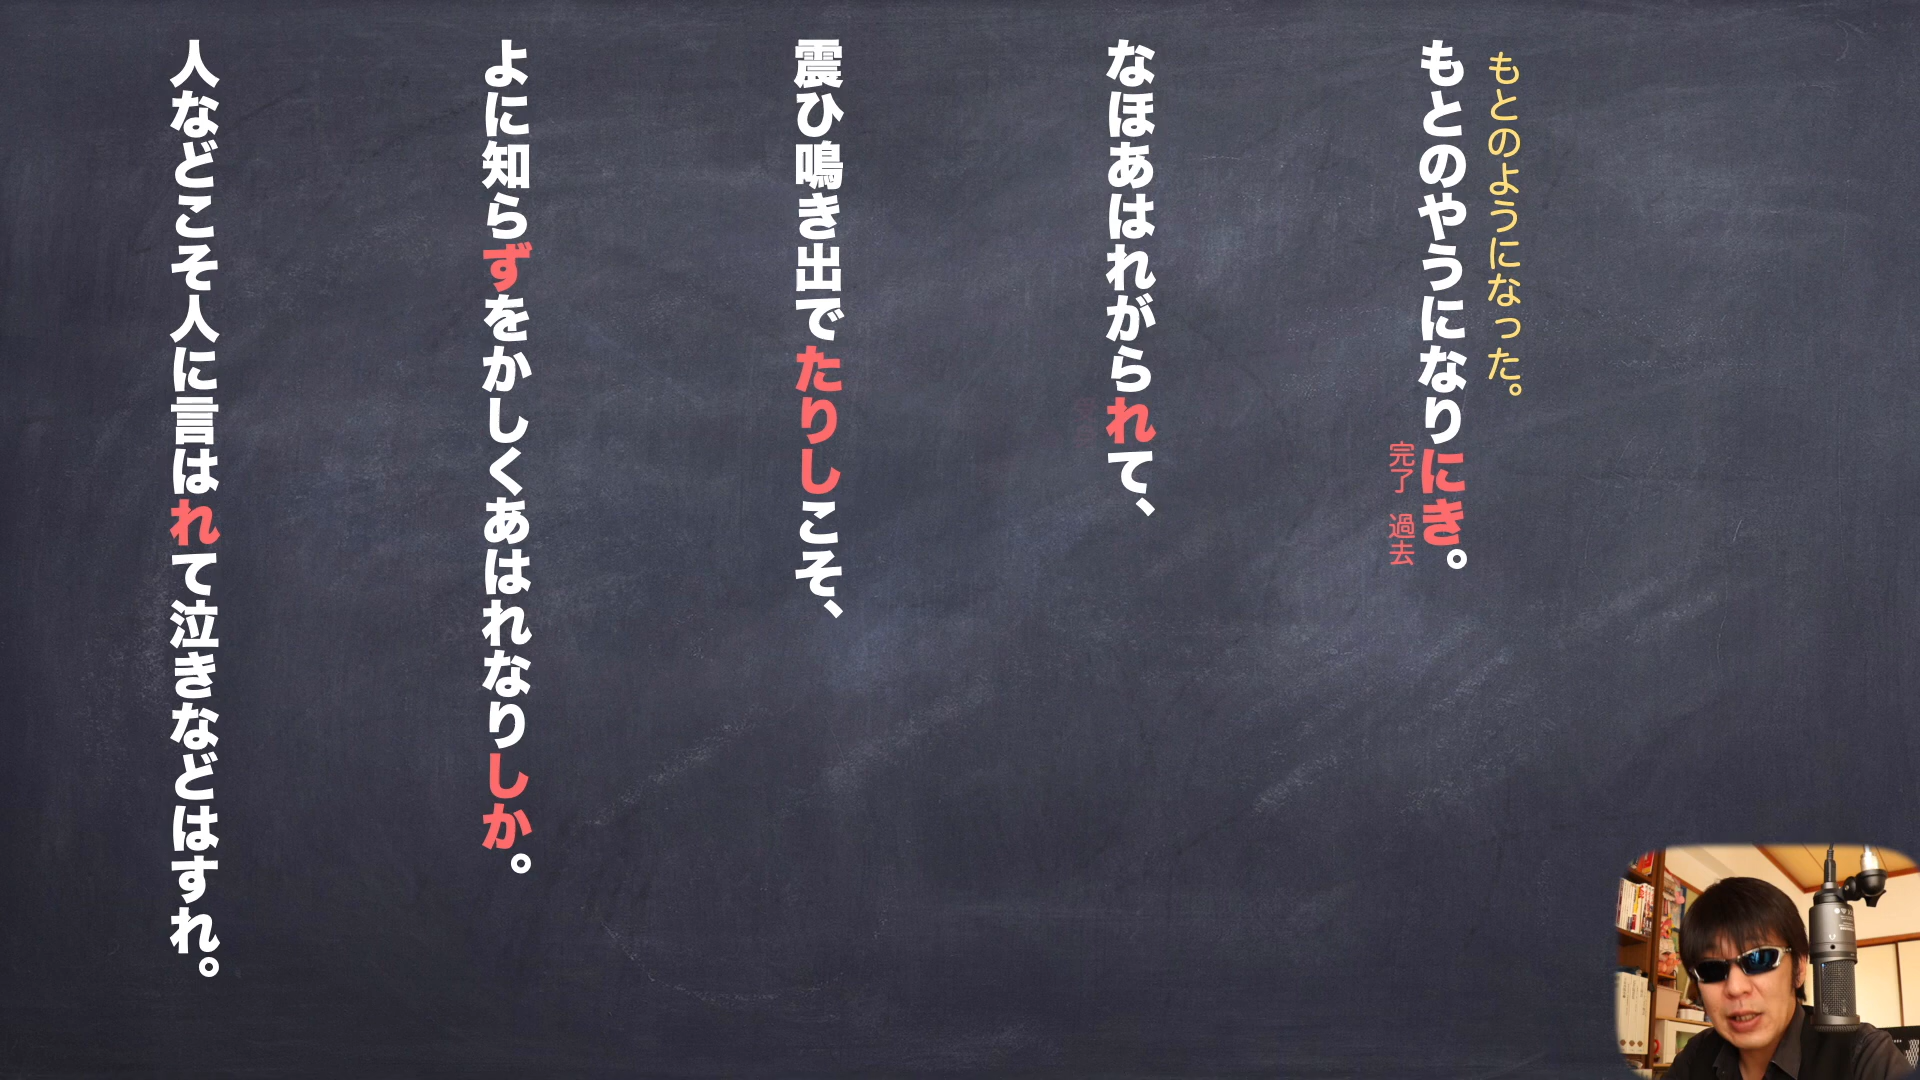 もとのようになった。
もとのやうになりにき。
完了 過去
なほあはれがられて、
震ひ鳴き出でたりしこそ、
よに知らずをかしくあはれなりしか。
人などこそ人に言はれて泣きなどはすれ。